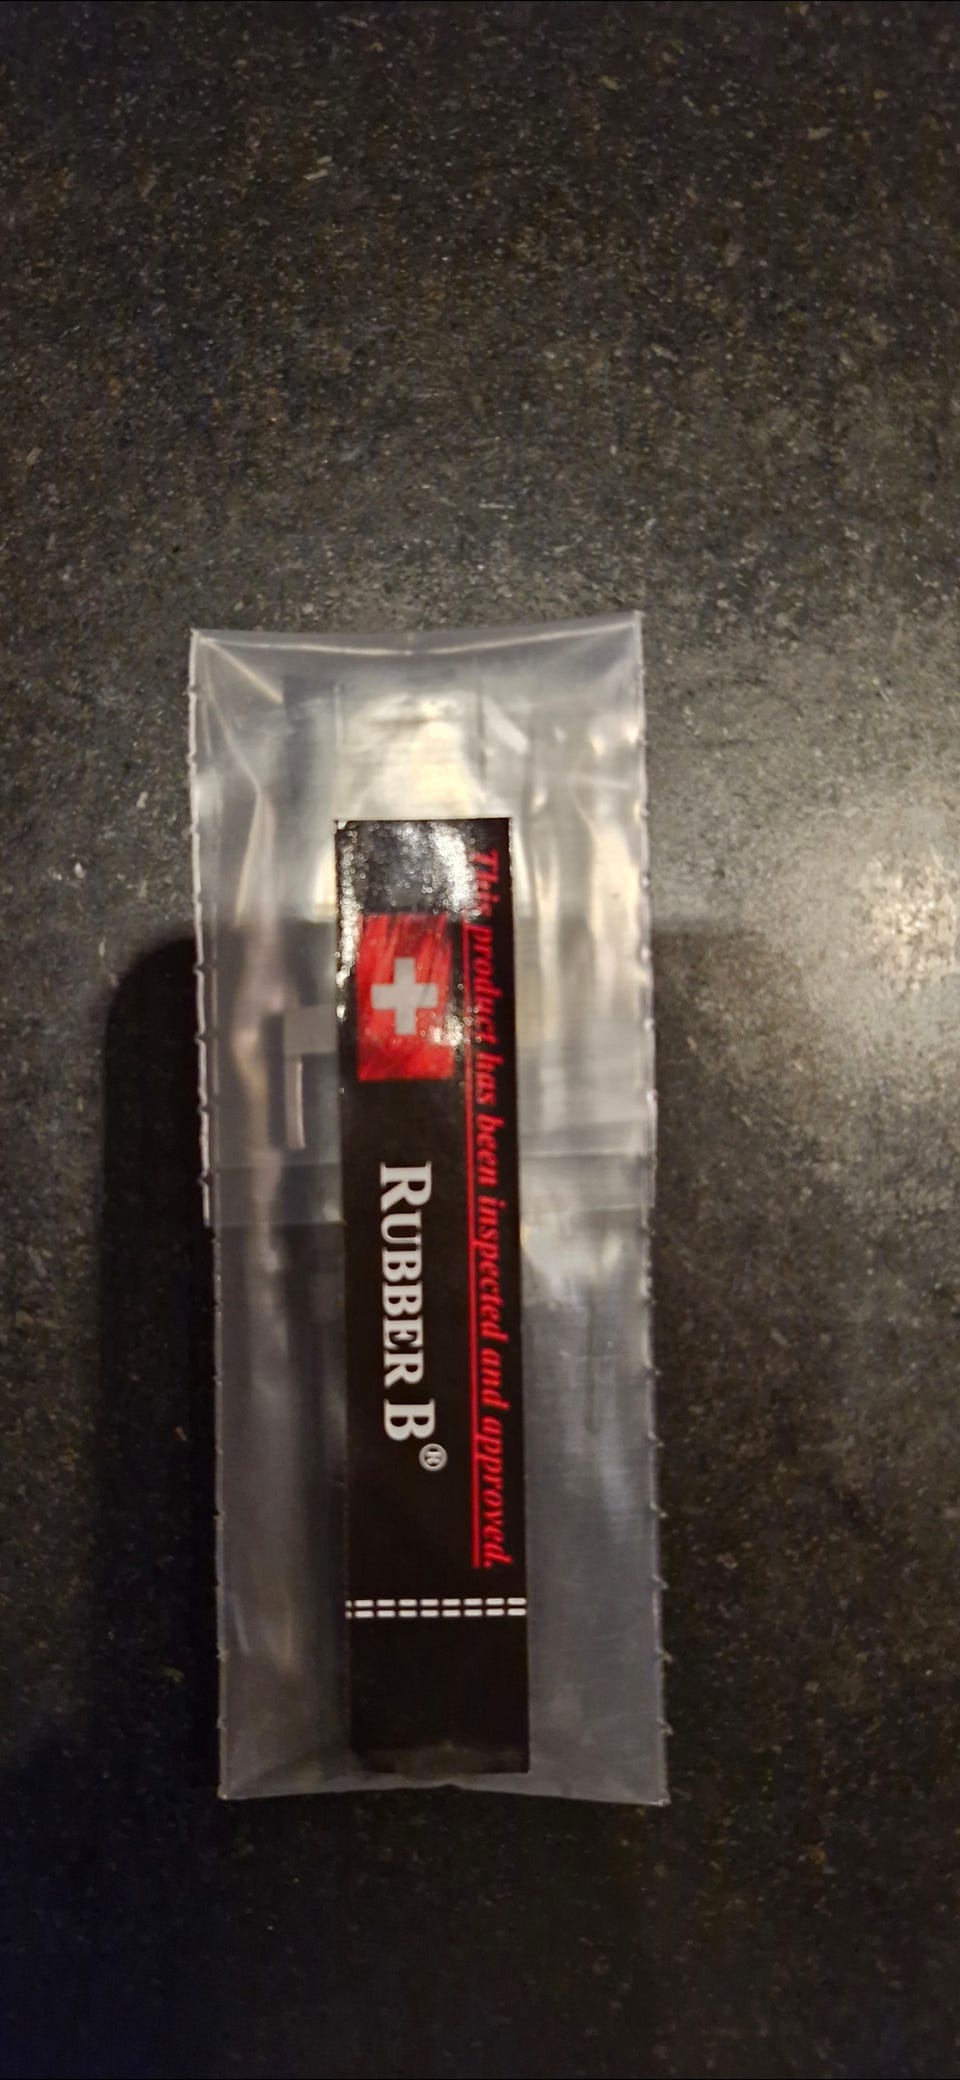 This product has been inspected and approved.
RUBBER B®